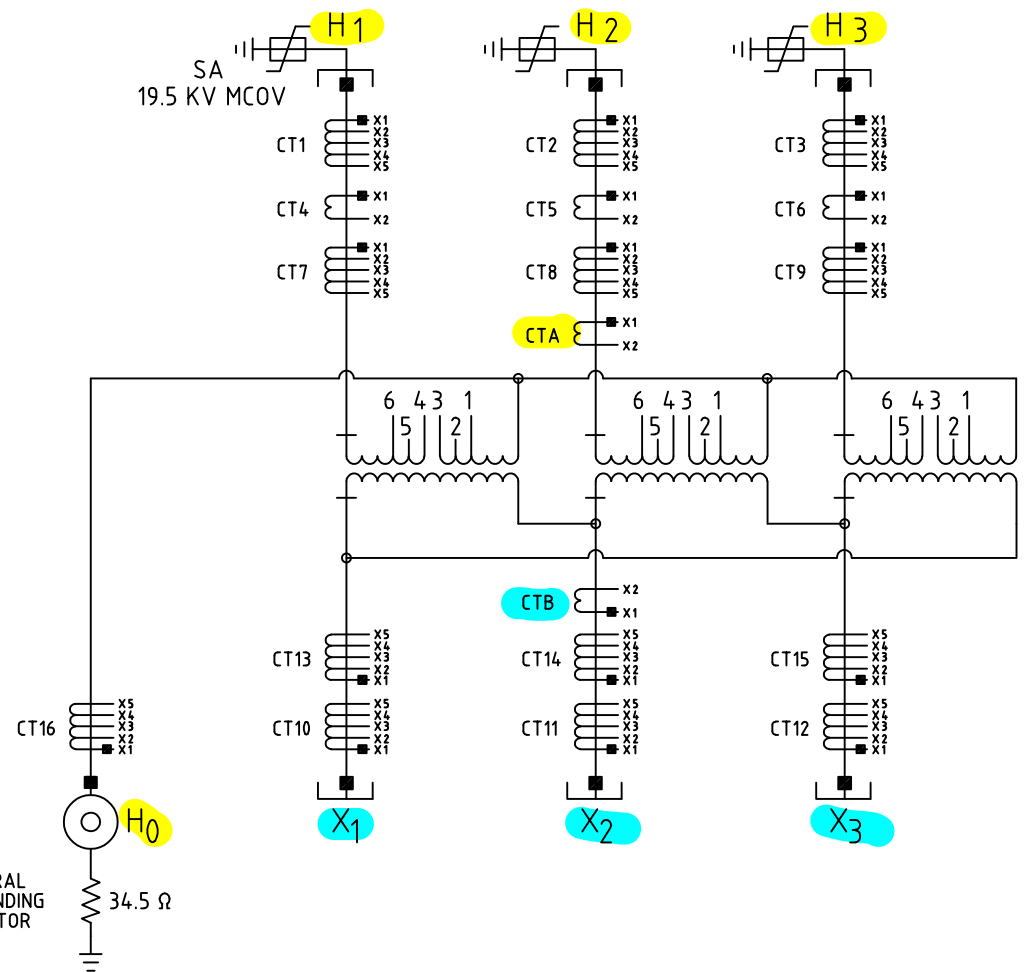 H1 H2 H3
SA
19.5 KV MCOV
X1 X1 X1
X2 X2 X2
CT1 X3 CT2 X3 CT3 X3
X4 X4 X4
X5 X5 X5
X1 X1 X1
CT4 CT5 CT6
X2 X2 X2
X1 X1 X1
X2 X2 X2
CT7 X3 CT8 X3 CT9 X3
X4 X4 X4
X5 X5 X5
X1
CTA
X2
6 4 3 1 6 4 3 1 6 4 3 1
5 2 5 2 5 2
X2
CTB
X1
X5 X5 X5
X4 X4 X4
CT13 X3 CT14 X3 CT15 X3
X2 X2 X2
X1 X1 X1
X5 X5 X5 X5
X4 X4 X4 X4
CT16 X3 CT10 X3 CT11 X3 CT12 X3
X2 X2 X2 X2
X1 X1 X1 X1
H0 X1 X2 X3
RAL
NDING
TOR
34.5 Ω